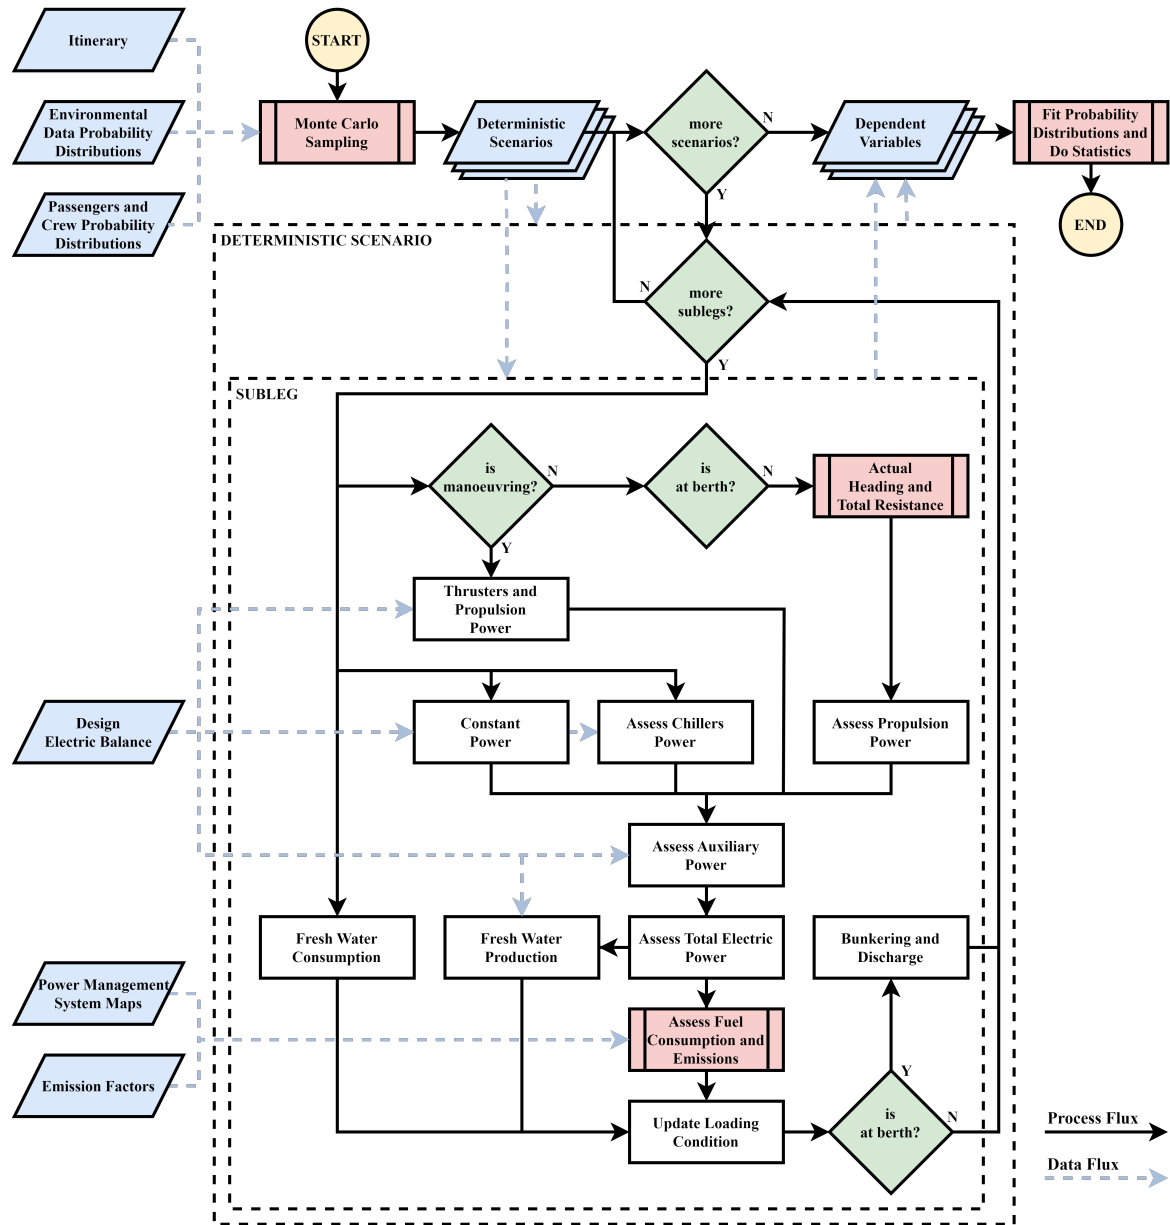 Itinerary
START
Environmental
Data Probability
Distributions
Monte Carlo
Sampling
Deterministic
Scenarios
more
scenarios?
N
Y
Dependent
Variables
Fit Probability
Distributions and
Do Statistics
Passengers and
Crew Probability
Distributions
END
DETERMINISTIC SCENARIO
more
sublegs?
N
Y
SUBLEG
is
manoeuvring?
N
Y
is
at berth?
N
Actual
Heading and
Total Resistance
Thrusters and
Propulsion
Power
Design
Electric Balance
Constant
Power
Assess Chillers
Power
Assess Propulsion
Power
Assess Auxiliary
Power
Fresh Water
Consumption
Fresh Water
Production
Assess Total Electric
Power
Bunkering and
Discharge
Power Management
System Maps
Assess Fuel
Consumption and
Emissions
Emission Factors
Update Loading
Condition
is
at berth?
Y
N
Process Flux
Data Flux